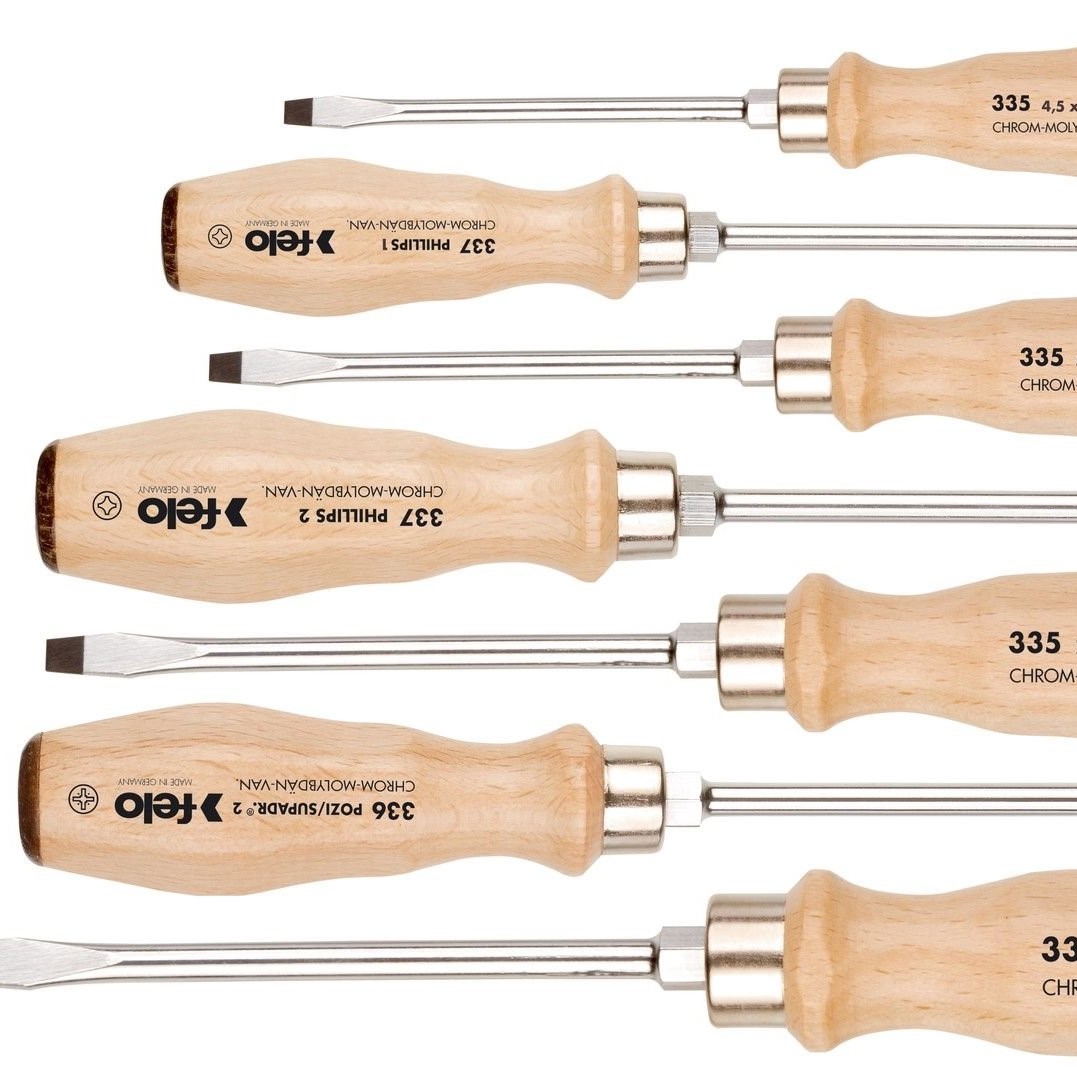 335 4,5 x
CHROM-MOLY
337 PHILLIPS 1
CHROM-MOLYBDÄN-VAN.
felo
MADE IN GERMANY
335
CHROM-
337 PHILLIPS 2
CHROM-MOLYBDÄN-VAN.
felo
MADE IN GERMANY
335
CHROM-
336 POZI/SUPADR.® 2
CHROM-MOLYBDÄN-VAN.
felo
MADE IN GERMANY
33
CHR